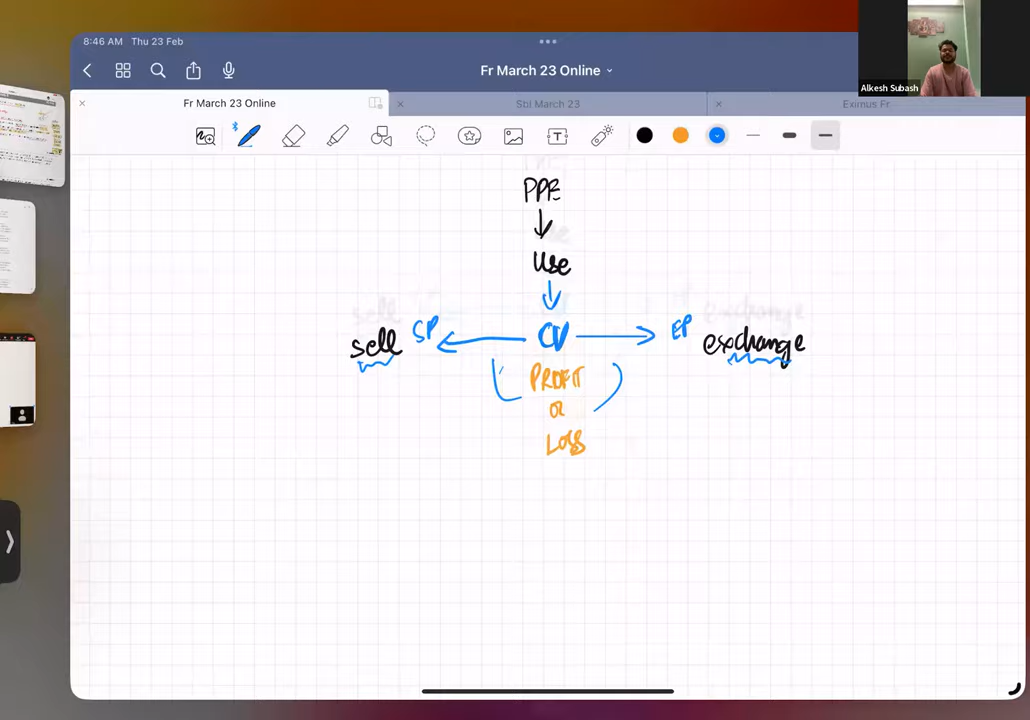 8:46 AM Thu 23 Feb
Fr March 23 Online
Alkesh Subash
Fr March 23 Online
Sbl March 23
Eximus Fr
T
PPE
Use
sell SP CV EP exchange
PROFIT
OR
LOSS